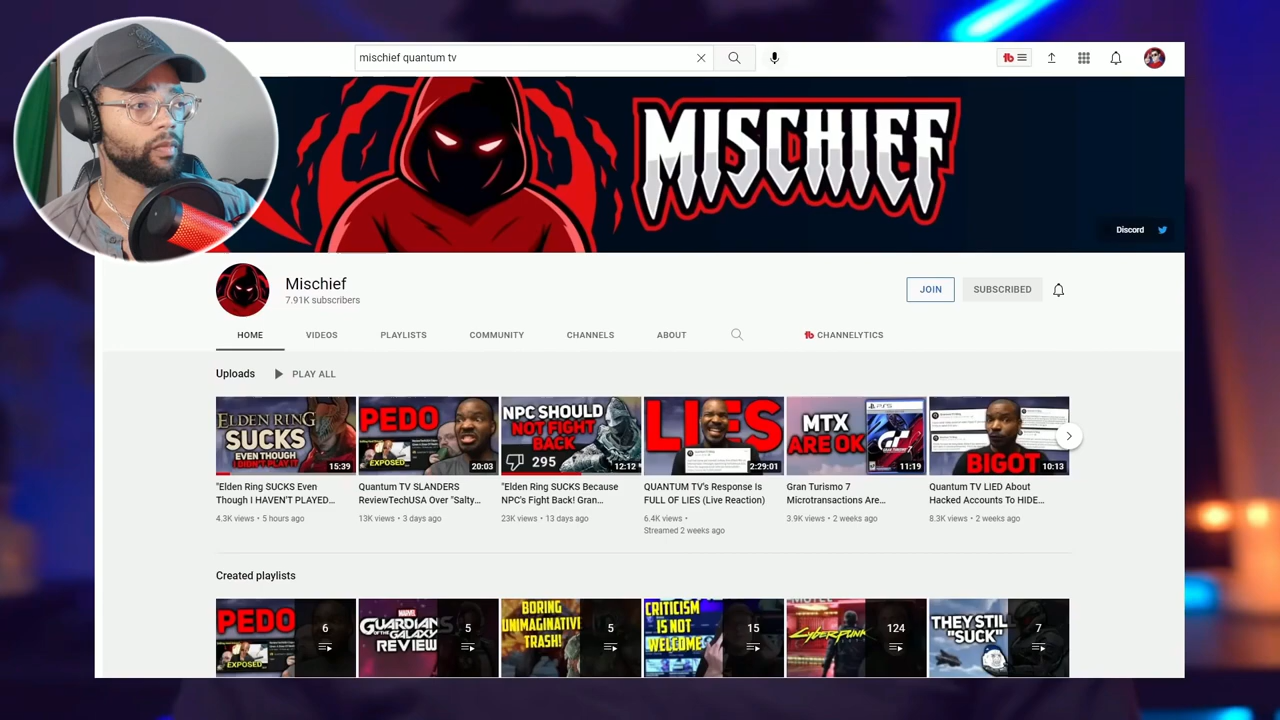 mischief quantum tv
MISCHIEF
Discord
Mischief
7.91K subscribers
JOIN
SUBSCRIBED
HOME
VIDEOS
PLAYLISTS
COMMUNITY
CHANNELS
ABOUT
tb CHANNELYTICS
Uploads
PLAY ALL
ELDEN RING
SUCKS
EVEN THOUGH
I DIDN'T PLAY IT
15:39
PEDO
EXPOSED
20:03
NPC SHOULD
NOT FIGHT
BACK
295
12:12
LIES
2:29:01
MTX
ARE OK
PS5
11:19
BIGOT
10:13
"Elden Ring SUCKS Even
Though I HAVEN'T PLAYED...
4.3K views • 5 hours ago
Quantum TV SLANDERS
ReviewTechUSA Over "Salty...
13K views • 3 days ago
"Elden Ring SUCKS Because
NPC's Fight Back! Gran...
23K views • 13 days ago
QUANTUM TV's Response Is
FULL OF LIES (Live Reaction)
6.4K views •
Streamed 2 weeks ago
Gran Turismo 7
Microtransactions Are...
3.9K views • 2 weeks ago
Quantum TV LIED About
Hacked Accounts To HIDE...
8.3K views • 2 weeks ago
Created playlists
PEDO
EXPOSED
6
MARVEL
GUARDIANS
OF THE GALAXY
REVIEW
5
BORING
UNIMAGINATIVE
TRASH!
5
CRITICISM
IS NOT
WELCOME
15
CYBERPUNK
124
THEY STILL
"SUCK"
7